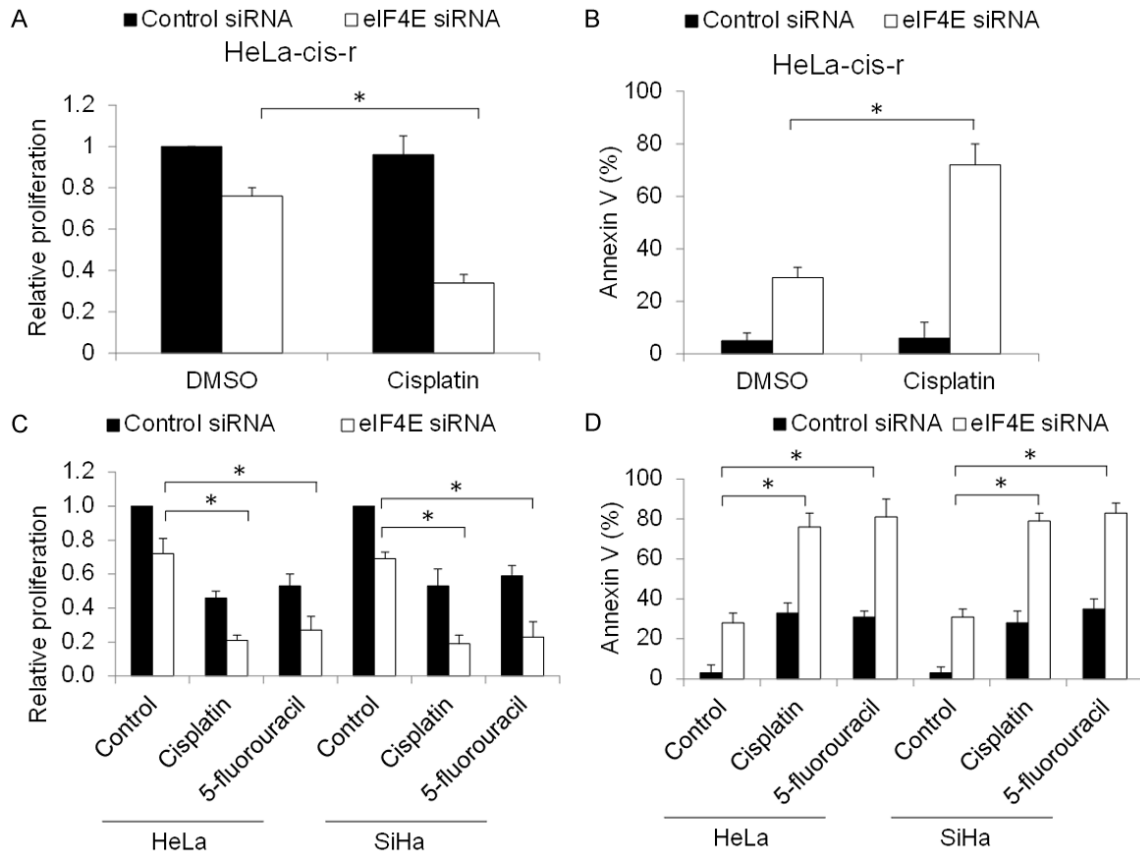 A
Control siRNA eIF4E siRNA
HeLa-cis-r
*
Relative proliferation
1.2
1
0.8
0.6
0.4
0.2
0
DMSO Cisplatin
B
Control siRNA eIF4E siRNA
HeLa-cis-r
*
Annexin V (%)
100
80
60
40
20
0
DMSO Cisplatin
C
Control siRNA eIF4E siRNA
*
*
*
*
Relative proliferation
1.2
1.0
0.8
0.6
0.4
0.2
0.0
Control
Cisplatin
5-fluorouracil
Control
Cisplatin
5-fluorouracil
HeLa SiHa
D
Control siRNA eIF4E siRNA
*
*
*
*
Annexin V (%)
100
80
60
40
20
0
Control
Cisplatin
5-fluorouracil
Control
Cisplatin
5-fluorouracil
HeLa SiHa